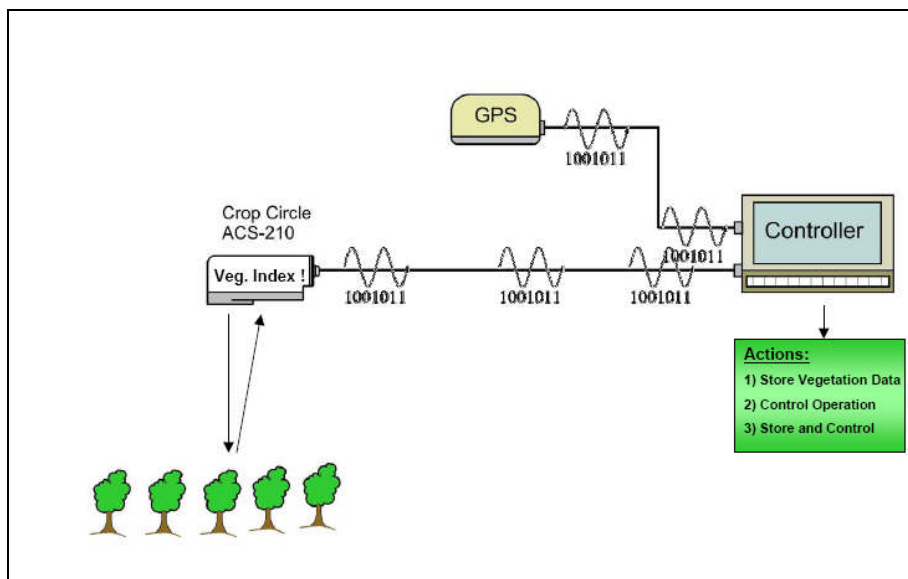 GPS
1001011
1001011
Crop Circle
ACS-210
Controller
Veg. Index !
1001011
1001011
1001011
Actions:
1) Store Vegetation Data
2) Control Operation
3) Store and Control